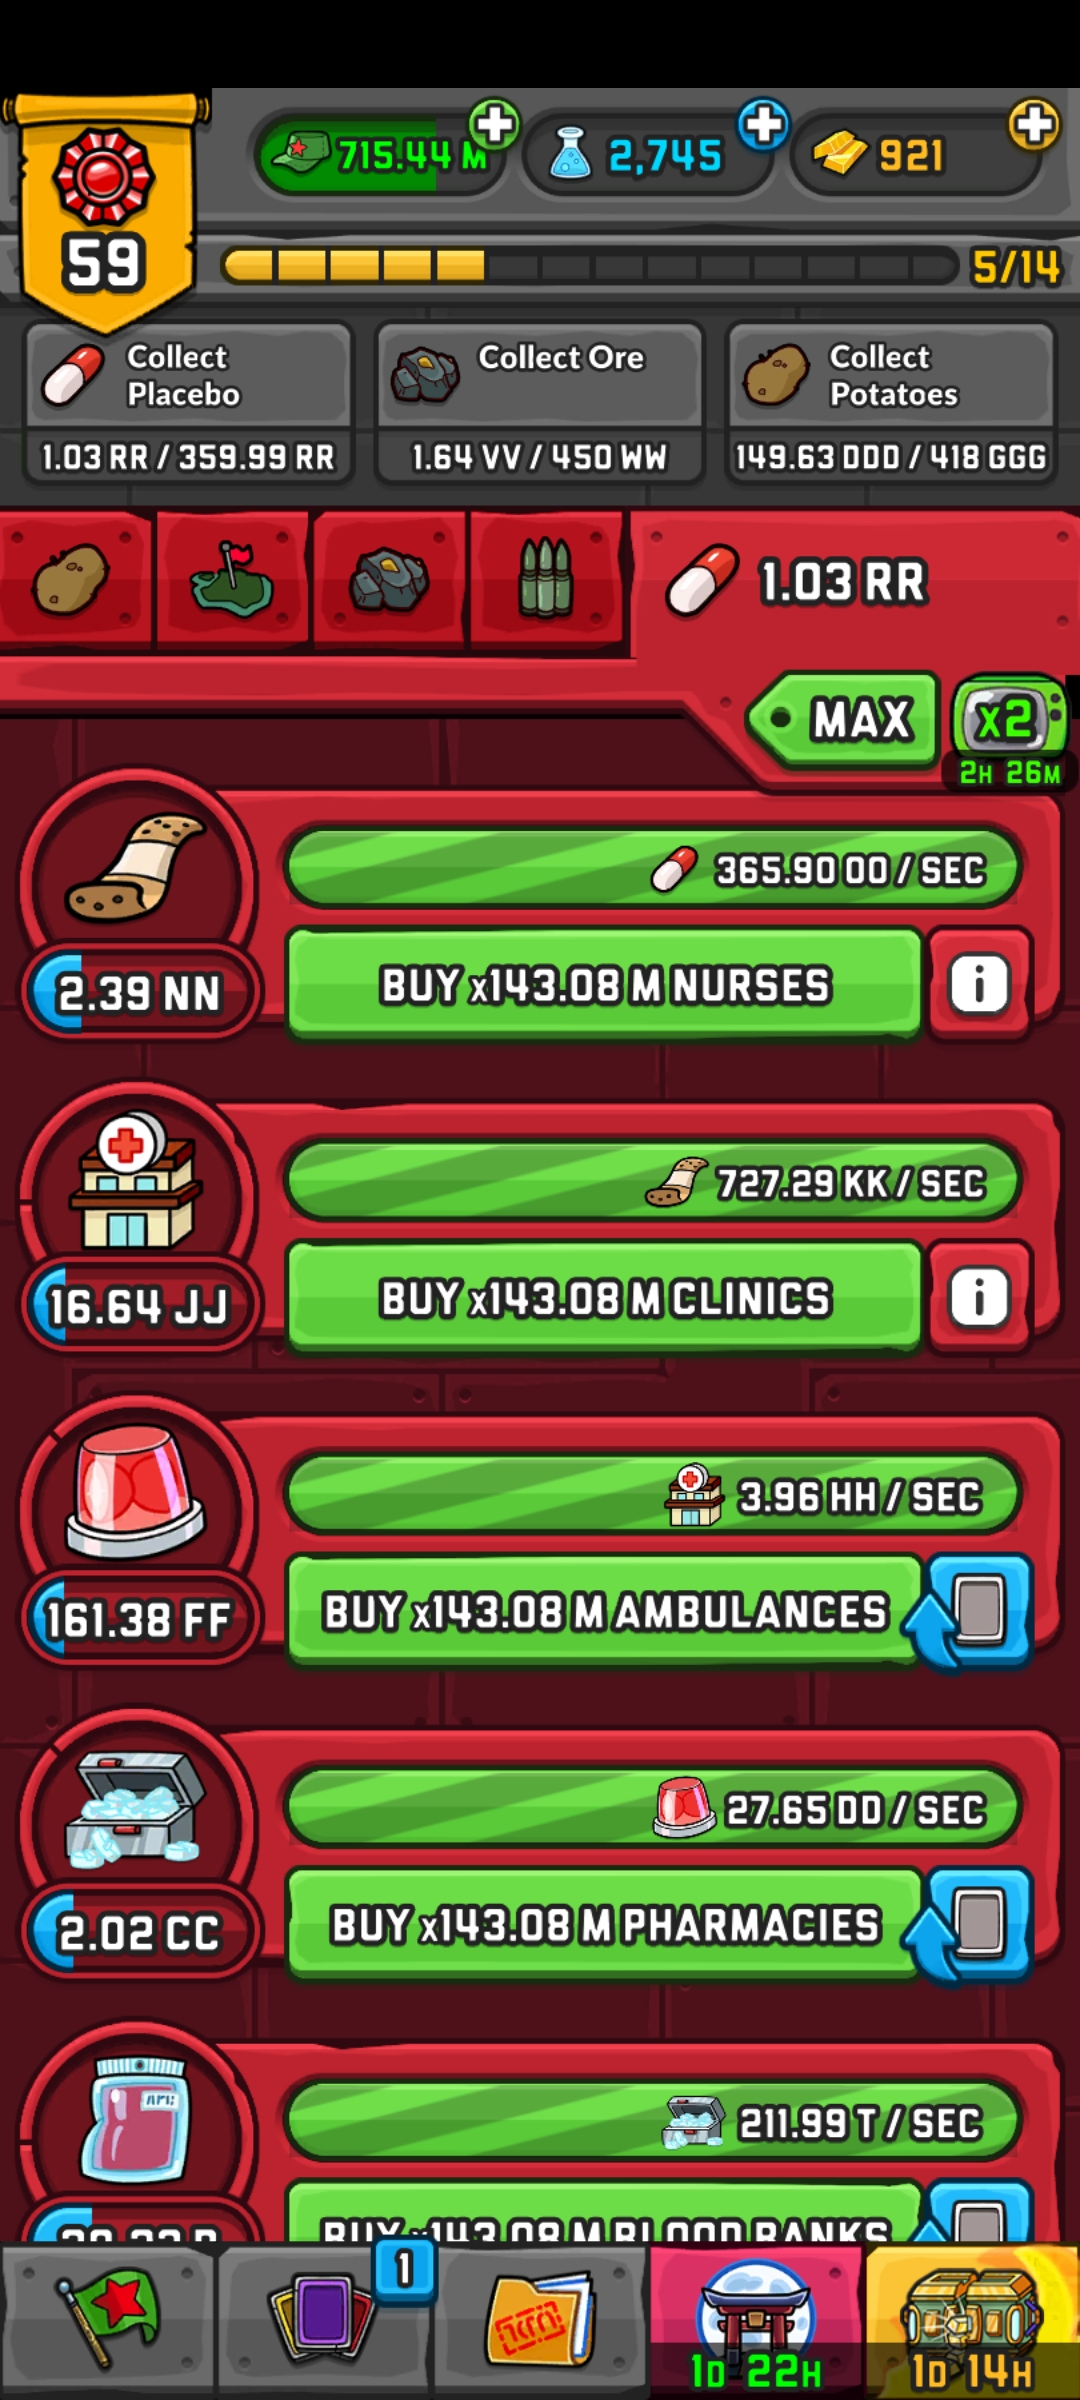 715.44 M
2,745
921
59
5/14
Collect Placebo
1.03 RR / 359.99 RR
Collect Ore
1.64 VV / 450 WW
Collect Potatoes
149.63 DDD / 418 GGG
1.03 RR
MAX
x2
2H 26M
365.90 OO / SEC
2.39 NN
BUY x143.08 M NURSES
i
727.29 KK / SEC
16.64 JJ
BUY x143.08 M CLINICS
i
3.96 HH / SEC
161.38 FF
BUY x143.08 M AMBULANCES
27.65 DD / SEC
2.02 CC
BUY x143.08 M PHARMACIES
211.99 T / SEC
BUY x143.08 M BLOOD BANKS
1
1D 22H
1D 14H